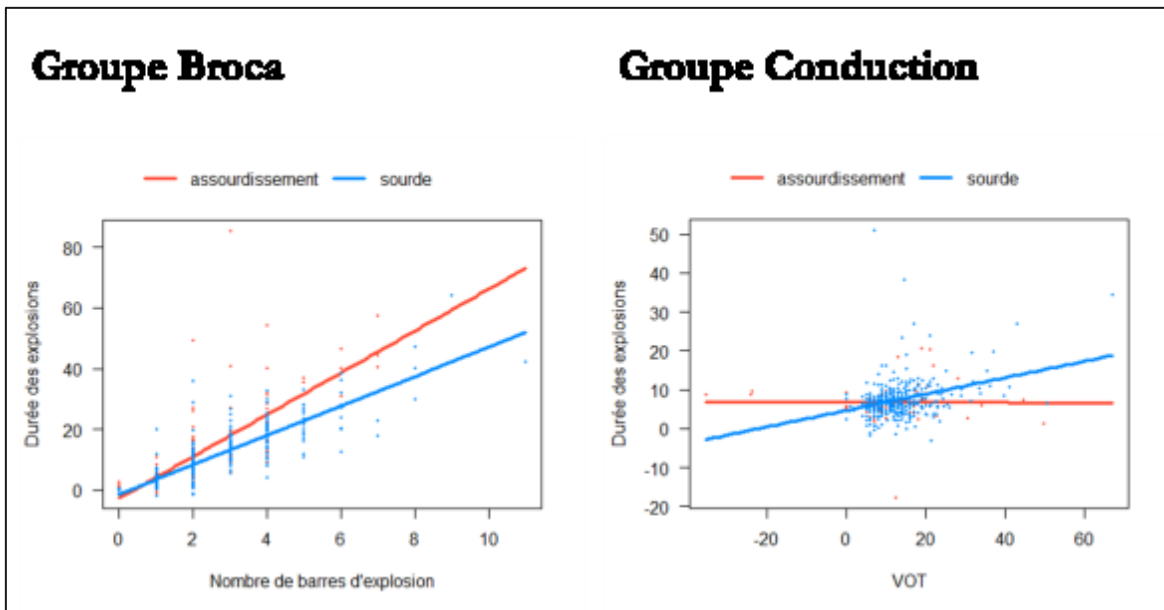 Groupe Broca
assourdissement sourde
Durée des explosions
80
60
40
20
0
0 2 4 6 8 10
Nombre de barres d'explosion
Groupe Conduction
assourdissement sourde
Durée des explosions
50
40
30
20
10
0
-10
-20
-20 0 20 40 60
VOT